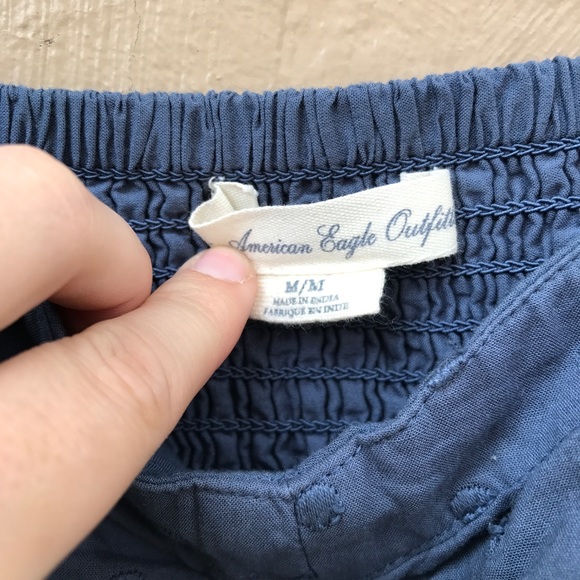 American Eagle Outfitt
M/M
MADE IN INDIA
FABRIQUE EN INDE